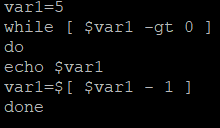 var1=5
while [ $var1 -gt 0 ]
do
echo $var1
var1=$[ $var1 - 1 ]
done